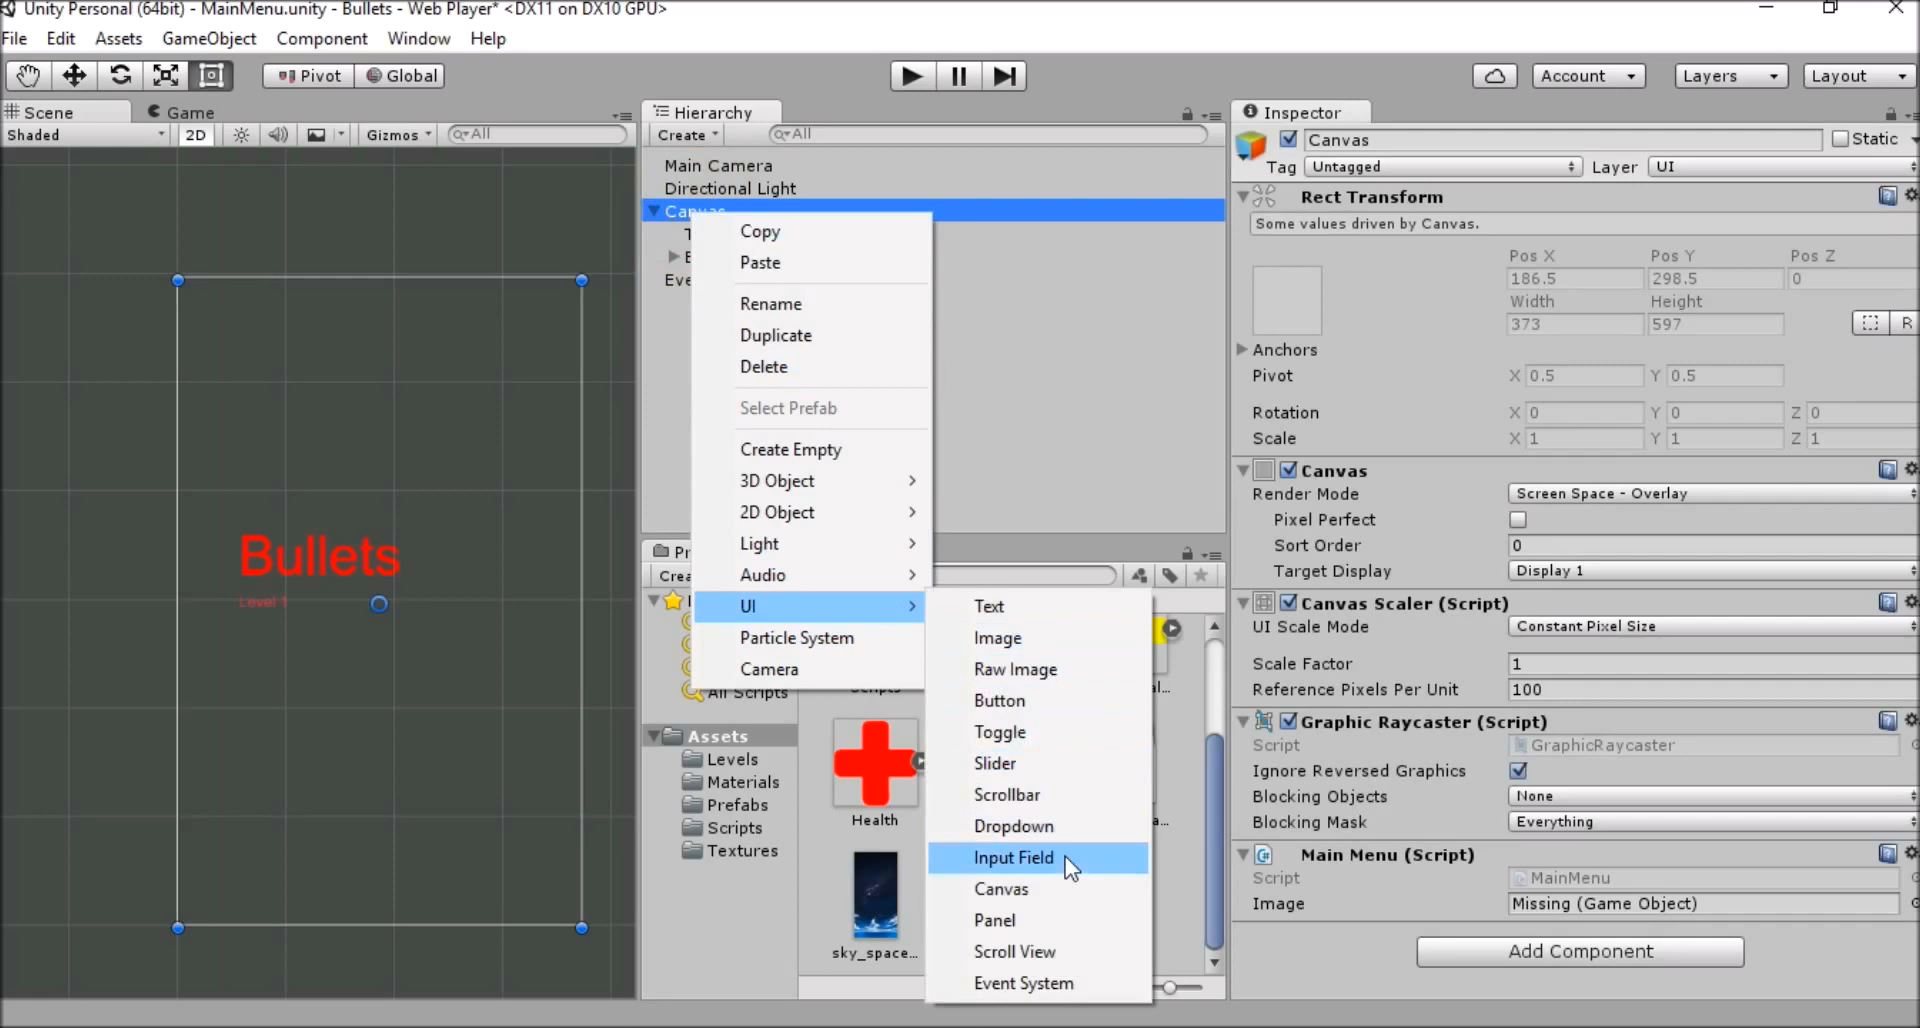 Unity Personal (64bit) - MainMenu.unity - Bullets - Web Player* <DX11 on DX10 GPU>
File Edit Assets GameObject Component Window Help
Pivot Global Account Layers Layout
Scene Game
Shaded 2D Gizmos All
Bullets
Level 1
Hierarchy
Create All
Main Camera
Directional Light
Canvas
Copy
Paste
Rename
Duplicate
Delete
Select Prefab
Create Empty
3D Object
2D Object
Light
Audio
UI
Particle System
Camera
Text
Image
Raw Image
Button
Toggle
Slider
Scrollbar
Dropdown
Input Field
Canvas
Panel
Scroll View
Event System
All Scripts
Assets
Levels
Materials
Prefabs
Scripts
Textures
Health
sky_space...
Inspector
Canvas Static
Tag Untagged Layer UI
Rect Transform
Some values driven by Canvas.
Pos X Pos Y Pos Z
186.5 298.5 0
Width Height
373 597
R
Anchors
Pivot X 0.5 Y 0.5
Rotation X 0 Y 0 Z 0
Scale X 1 Y 1 Z 1
Canvas
Render Mode Screen Space - Overlay
Pixel Perfect
Sort Order 0
Target Display Display 1
Canvas Scaler (Script)
UI Scale Mode Constant Pixel Size
Scale Factor 1
Reference Pixels Per Unit 100
Graphic Raycaster (Script)
Script GraphicRaycaster
Ignore Reversed Graphics
Blocking Objects None
Blocking Mask Everything
Main Menu (Script)
Script MainMenu
Image Missing (Game Object)
Add Component